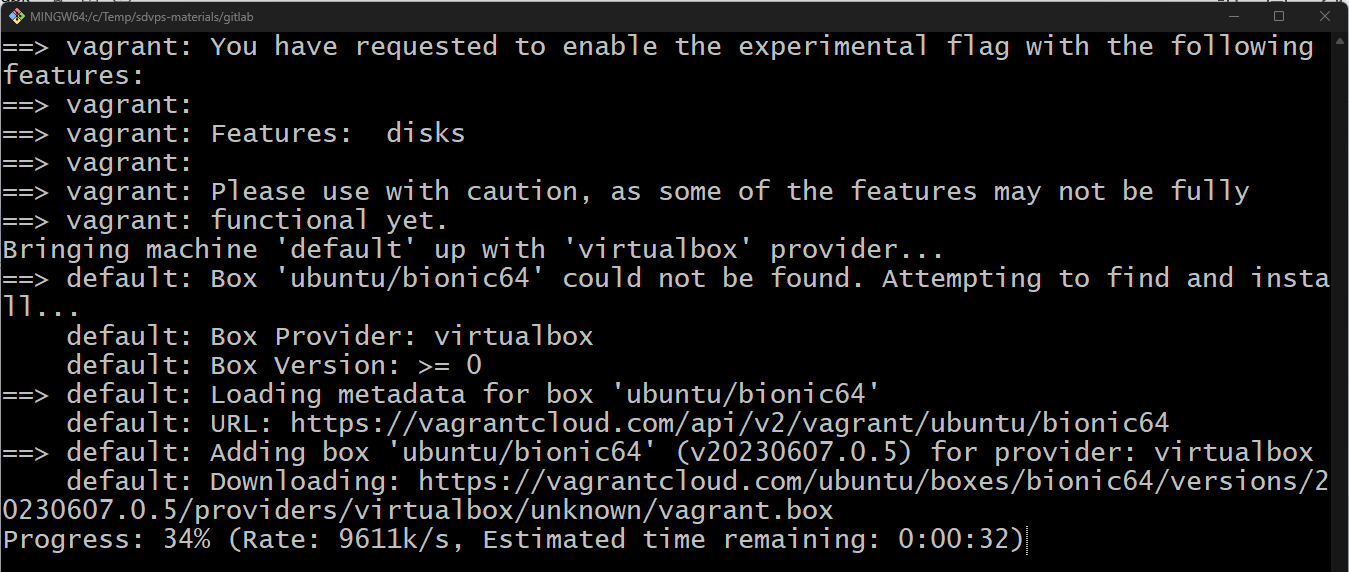 MINGW64:/c/Temp/sdvps-materials/gitlab
==> vagrant: You have requested to enable the experimental flag with the following
features:
==> vagrant:
==> vagrant: Features:  disks
==> vagrant:
==> vagrant: Please use with caution, as some of the features may not be fully
==> vagrant: functional yet.
Bringing machine 'default' up with 'virtualbox' provider...
==> default: Box 'ubuntu/bionic64' could not be found. Attempting to find and insta
ll...
    default: Box Provider: virtualbox
    default: Box Version: >= 0
==> default: Loading metadata for box 'ubuntu/bionic64'
    default: URL: https://vagrantcloud.com/api/v2/vagrant/ubuntu/bionic64
==> default: Adding box 'ubuntu/bionic64' (v20230607.0.5) for provider: virtualbox
    default: Downloading: https://vagrantcloud.com/ubuntu/boxes/bionic64/versions/2
0230607.0.5/providers/virtualbox/unknown/vagrant.box
Progress: 34% (Rate: 9611k/s, Estimated time remaining: 0:00:32)